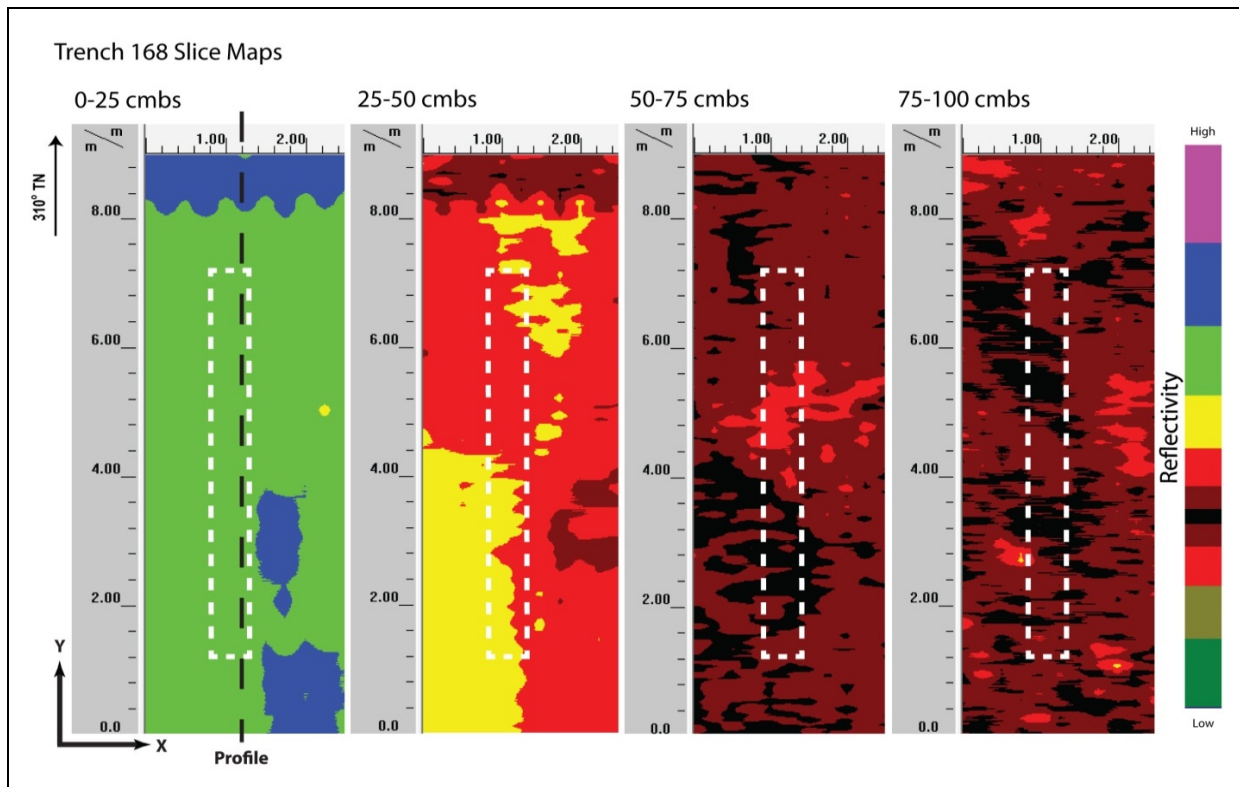 Trench 168 Slice Maps
0-25 cmbs
25-50 cmbs
50-75 cmbs
75-100 cmbs
m
m
1.00 2.00
m
m
1.00 2.00
m
m
1.00 2.00
m
m
1.00 2.00
High
310° TN
8.00
6.00
4.00
2.00
0.0
8.00
6.00
4.00
2.00
0.0
8.00
6.00
4.00
2.00
0.0
8.00
6.00
4.00
2.00
0.0
Reflectivity
Low
Y
X
Profile